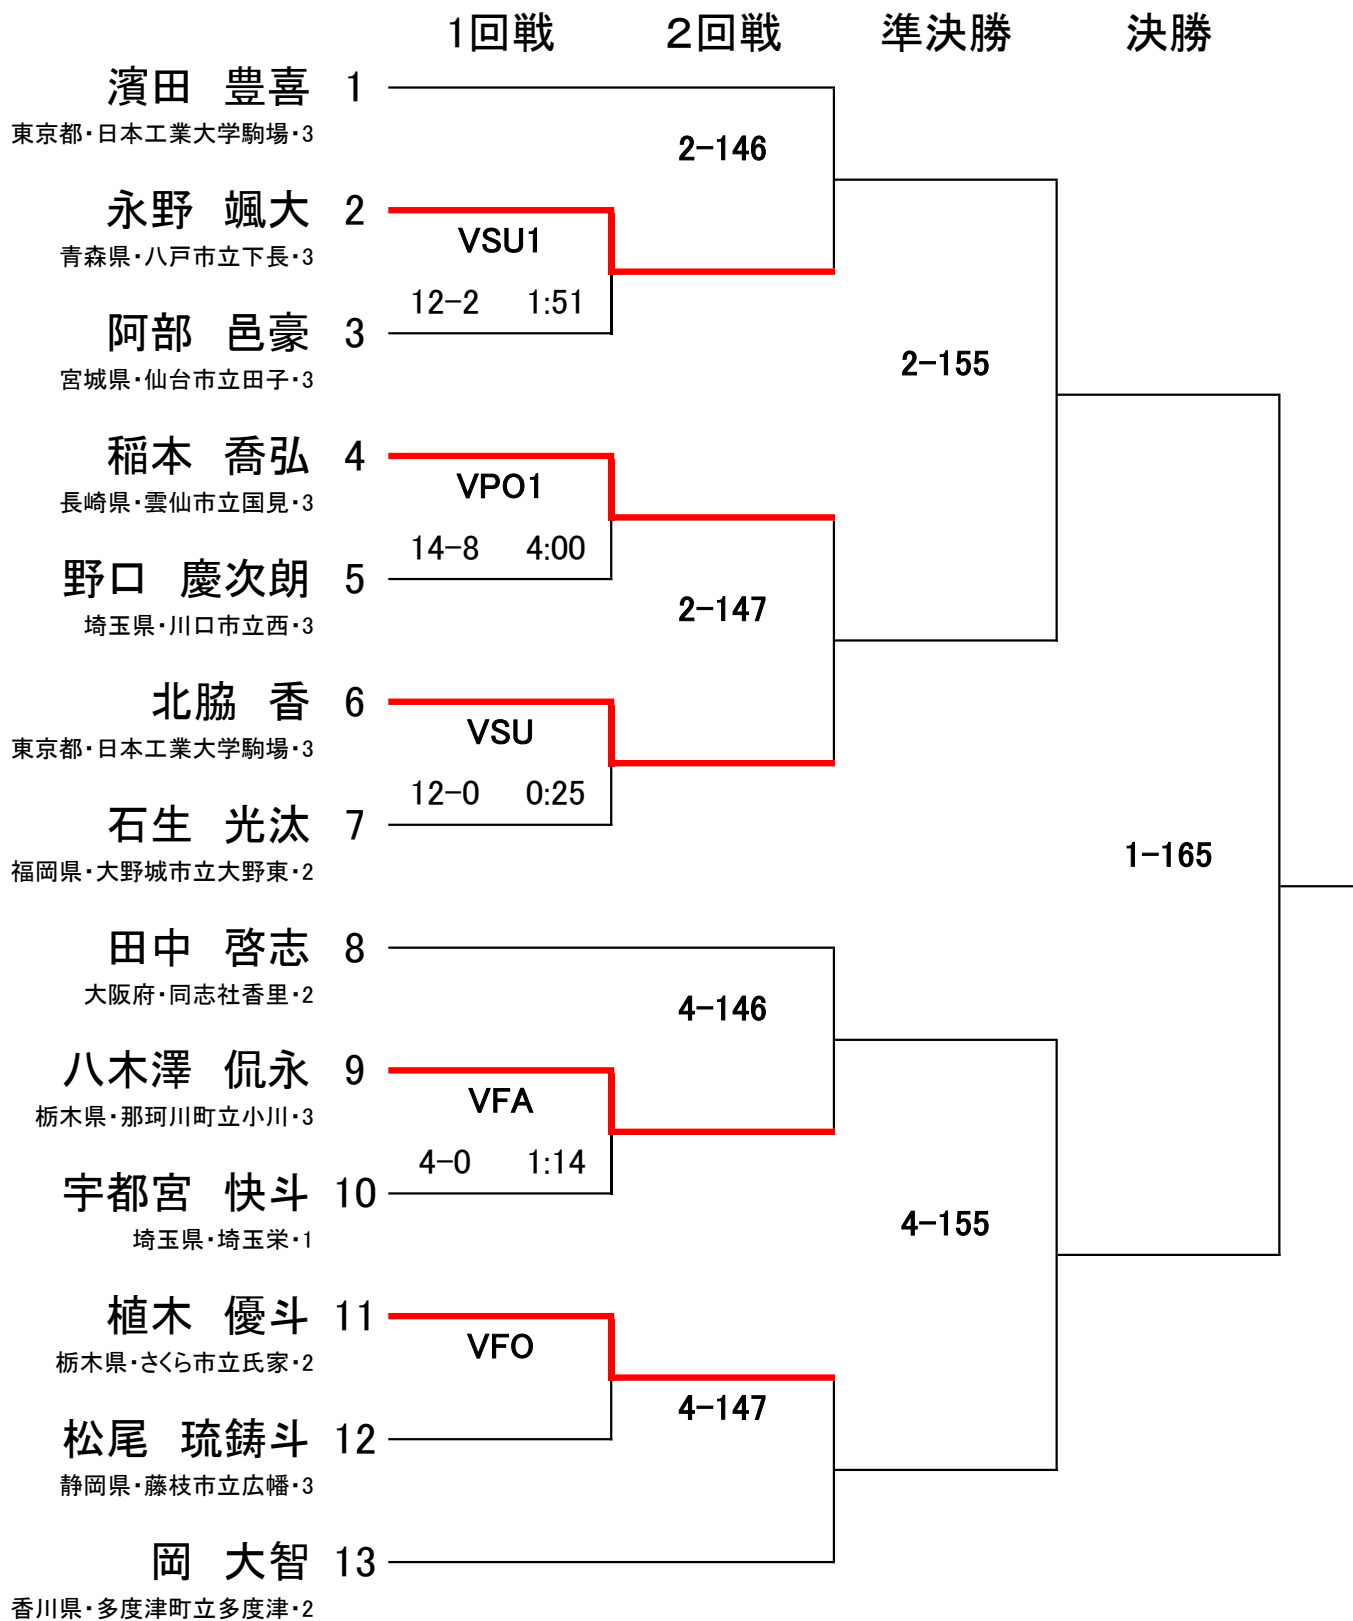 1回戦 2回戦 準決勝 決勝
濱田 豊喜 1
東京都・日本工業大学駒場・3
2-146
永野 颯大 2
青森県・八戸市立下長・3
VSU1
12-2 1:51
阿部 邑豪 3
宮城県・仙台市立田子・3
2-155
稲本 喬弘 4
長崎県・雲仙市立国見・3
VPO1
14-8 4:00
野口 慶次朗 5
埼玉県・川口市立西・3
2-147
北脇 香 6
東京都・日本工業大学駒場・3
VSU
12-0 0:25
石生 光汰 7
福岡県・大野城市立大野東・2
1-165
田中 啓志 8
大阪府・同志社香里・2
4-146
八木澤 侃永 9
栃木県・那珂川町立小川・3
VFA
4-0 1:14
宇都宮 快斗 10
埼玉県・埼玉栄・1
4-155
植木 優斗 11
栃木県・さくら市立氏家・2
VFO
4-147
松尾 琉鋳斗 12
静岡県・藤枝市立広幡・3
岡 大智 13
香川県・多度津町立多度津・2